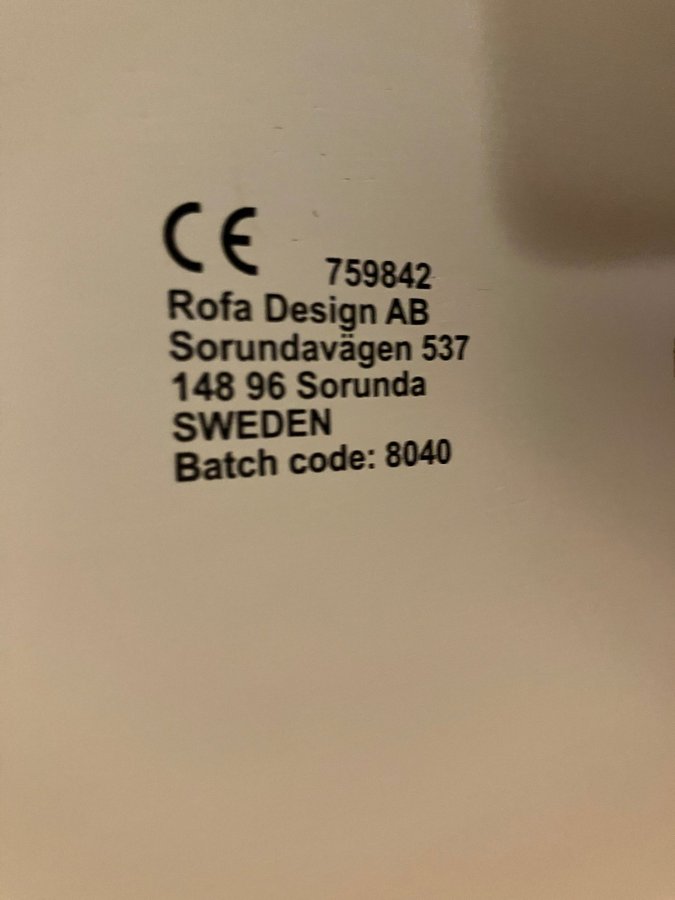 CE 759842
Rofa Design AB
Sorundavägen 537
148 96 Sorunda
SWEDEN
Batch code: 8040